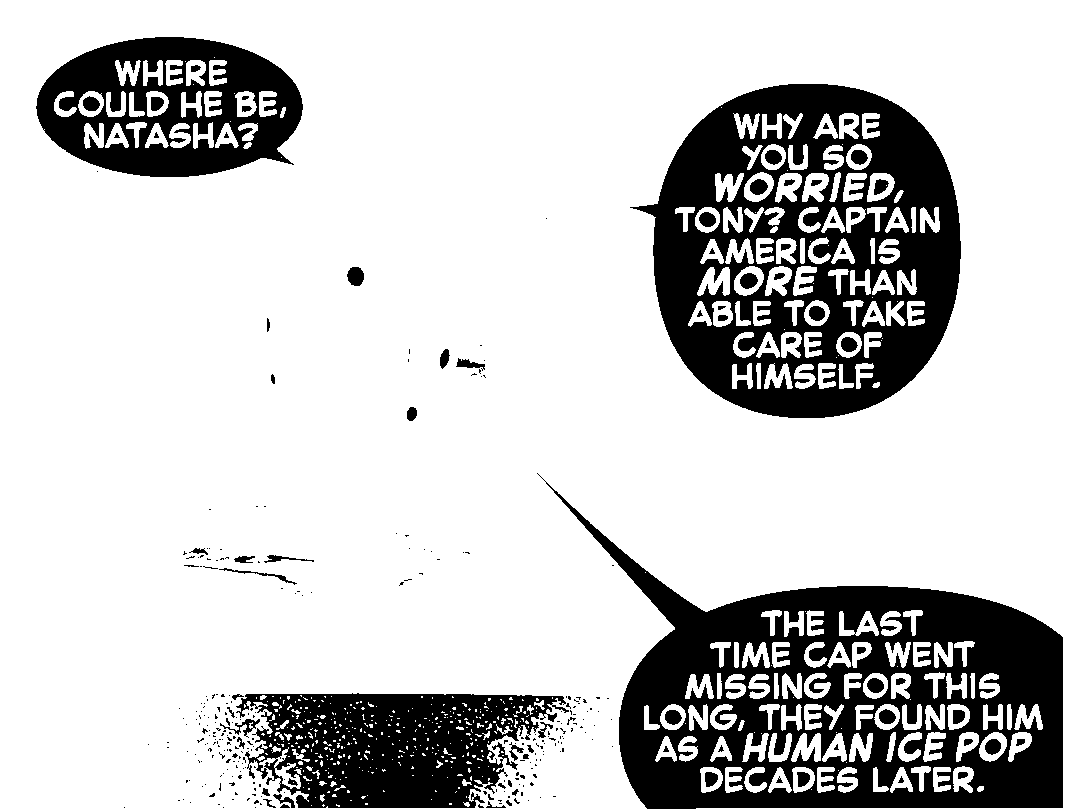 WHERE
COULD HE BE,
NATASHA?
WHY ARE
YOU SO
WORRIED,
TONY? CAPTAIN
AMERICA IS
MORE THAN
ABLE TO TAKE
CARE OF
HIMSELF.
THE LAST
TIME CAP WENT
MISSING FOR THIS
LONG, THEY FOUND HIM
AS A HUMAN ICE POP
DECADES LATER.